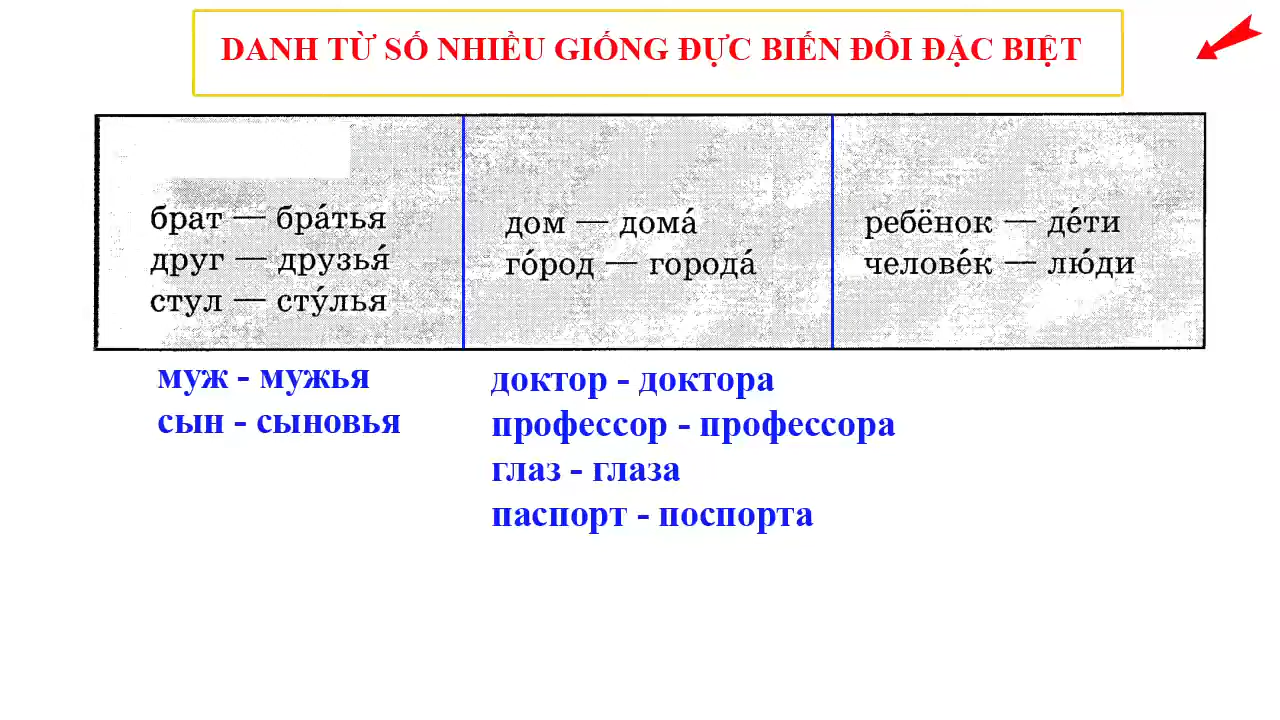 DANH TỪ SỐ NHIỀU GIỐNG ĐỰC BIẾN ĐỔI ĐẶC BIỆT
брат — бра́тья
друг — друзья́
стул — сту́лья
дом — дома́
го́род — города́
ребёнок — де́ти
челове́к — лю́ди
муж - мужья
сын - сыновья
доктор - доктора
профессор - профессора
глаз - глаза
паспорт - поспорта